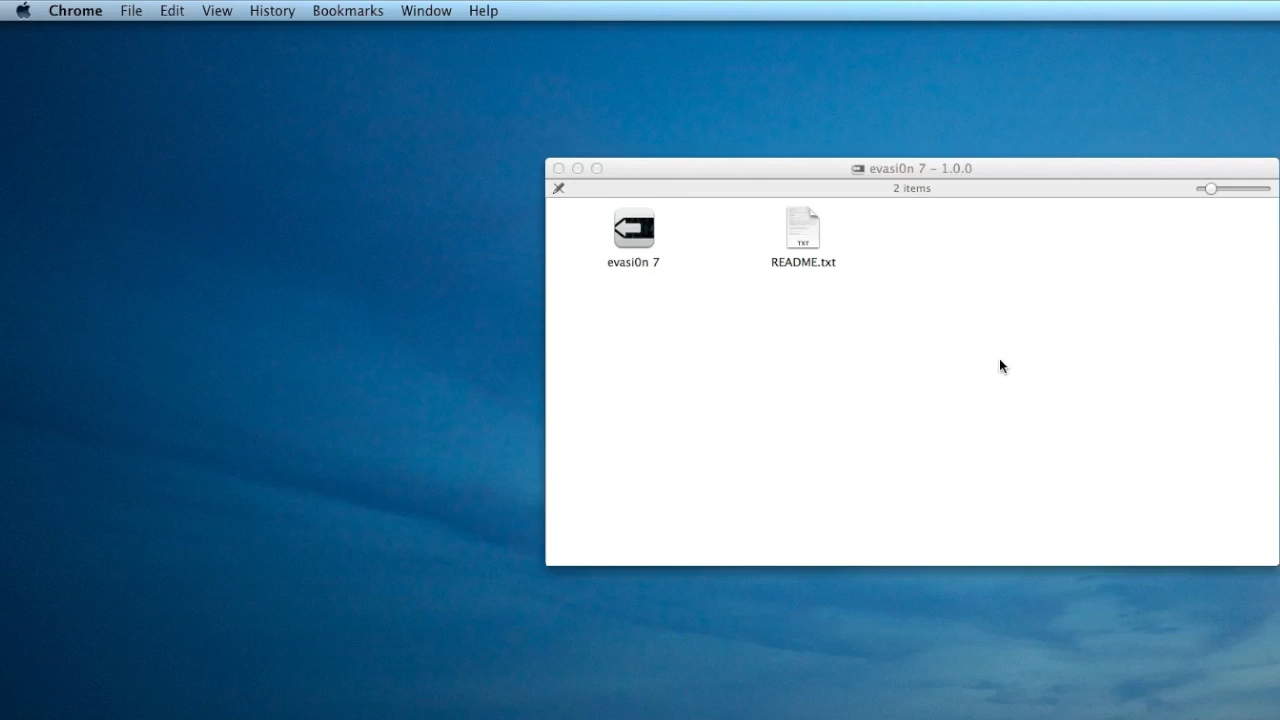 Chrome File Edit View History Bookmarks Window Help
evasi0n 7 – 1.0.0
2 items
TXT
evasi0n 7 README.txt